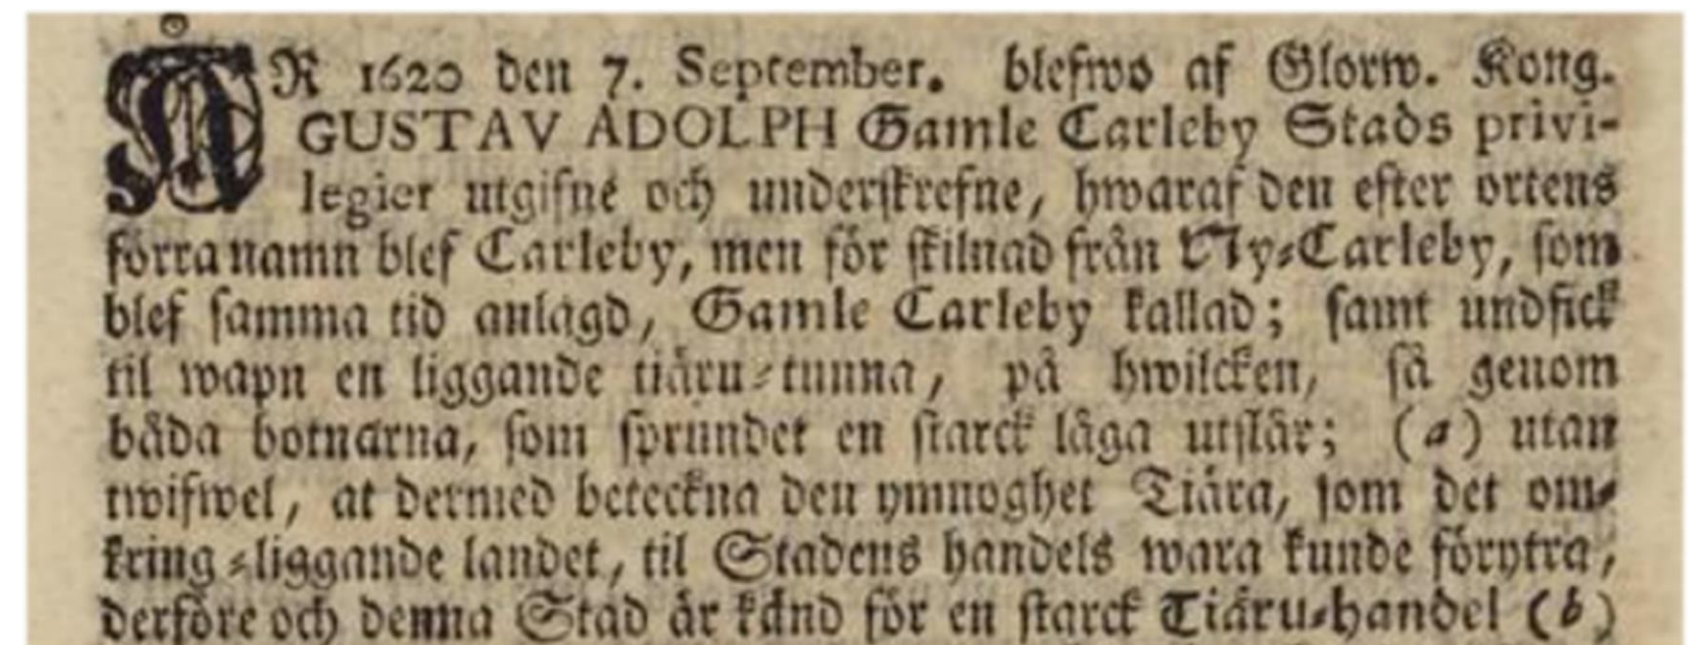 ÅR 1620 den 7. September. blefwo af Glorw. Kong.
GUSTAV ADOLPH Gamle Carleby Stads privi-
legier utgifne och underskrefne, hwaraf den efter ortens
förra namn blef Carleby, men för skilnad från Ny-Carleby, som
blef samma tid anlagd, Gamle Carleby kallad; samt undfick
til wapn en liggande tiäru-tunna, på hwilcken, så genom
båda botnarna, som sprundet en starck låga utslår; (a) utan
twifwel, at dermed beteckna den ymnoghet Tiära, som det om-
kring-liggande landet, til Stadens handels wara kunde förytra,
derföre och denna Stad är känd för en starck Tiäru-handel (b)